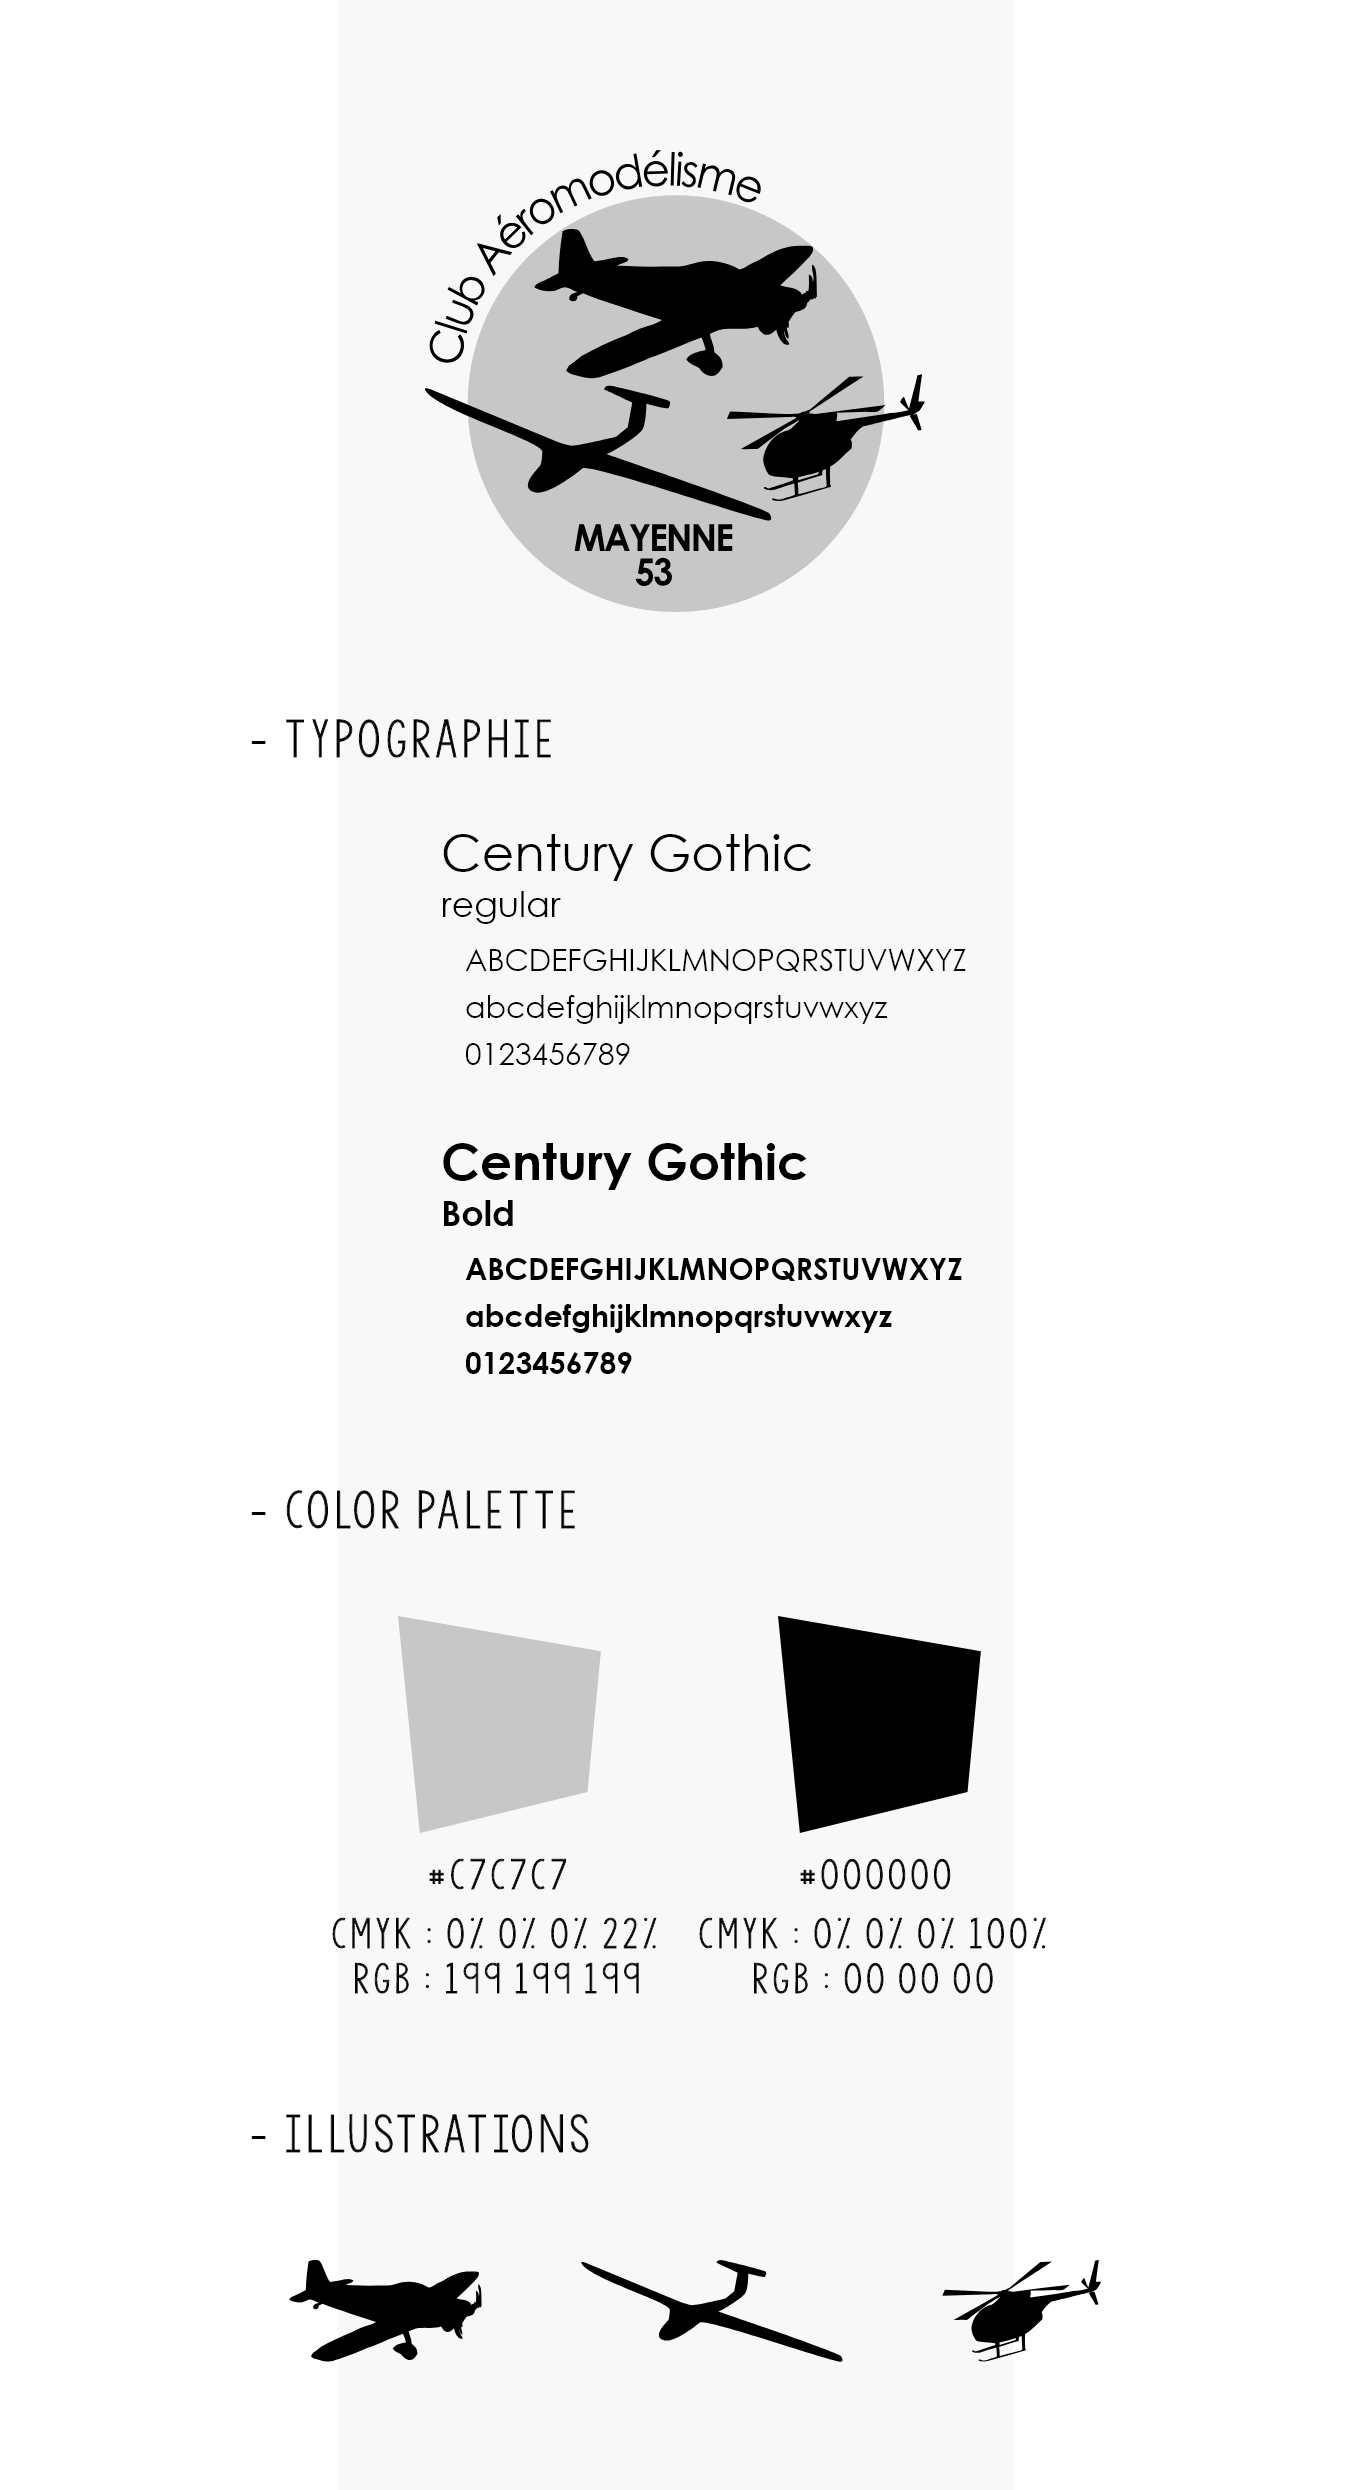 Club Aéromodélisme
MAYENNE
53
- TYPOGRAPHIE
Century Gothic
regular
ABCDEFGHIJKLMNOPQRSTUVWXYZ
abcdefghijklmnopqrstuvwxyz
0123456789
Century Gothic
Bold
ABCDEFGHIJKLMNOPQRSTUVWXYZ
abcdefghijklmnopqrstuvwxyz
0123456789
- COLOR PALETTE
#C7C7C7
CMYK : 0% 0% 0% 22%
RGB : 199 199 199
#000000
CMYK : 0% 0% 0% 100%
RGB : 00 00 00
- ILLUSTRATIONS